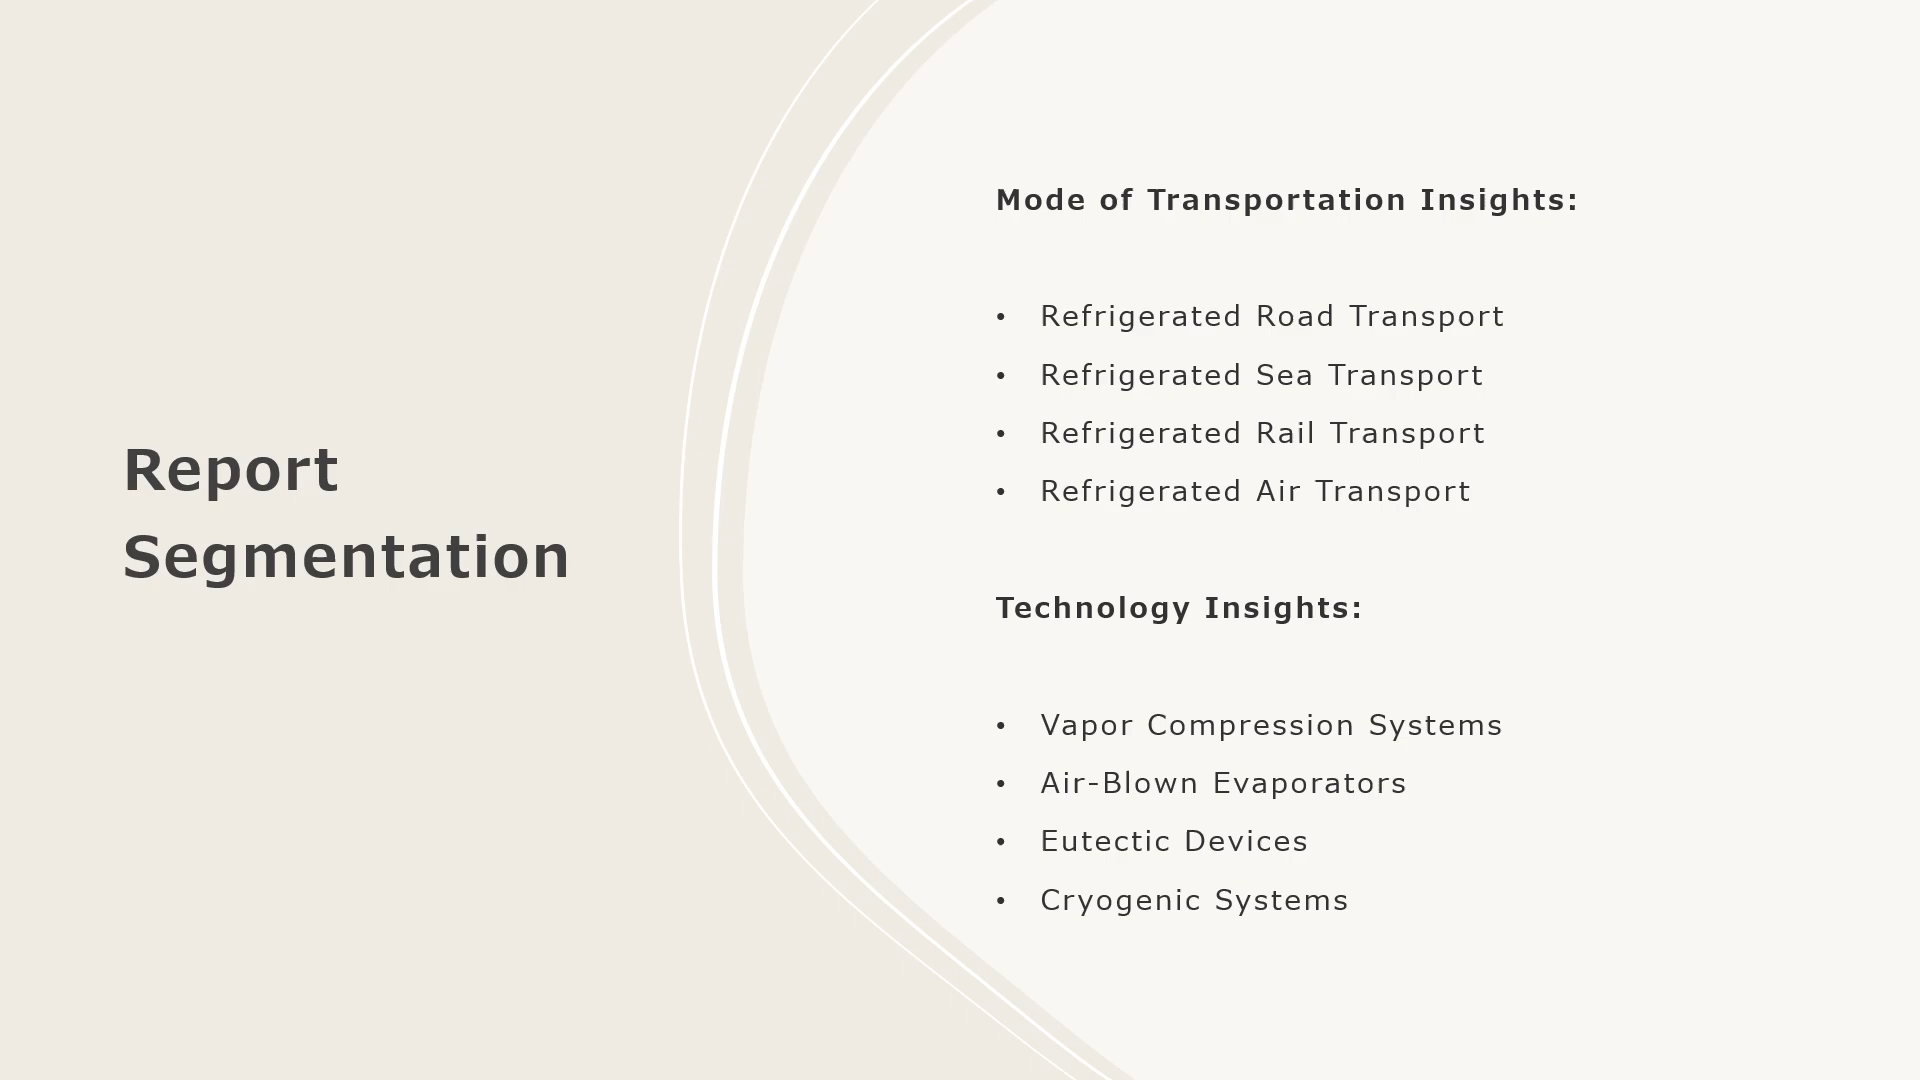 Report
Segmentation
Mode of Transportation Insights:
• Refrigerated Road Transport
• Refrigerated Sea Transport
• Refrigerated Rail Transport
• Refrigerated Air Transport
Technology Insights:
• Vapor Compression Systems
• Air-Blown Evaporators
• Eutectic Devices
• Cryogenic Systems